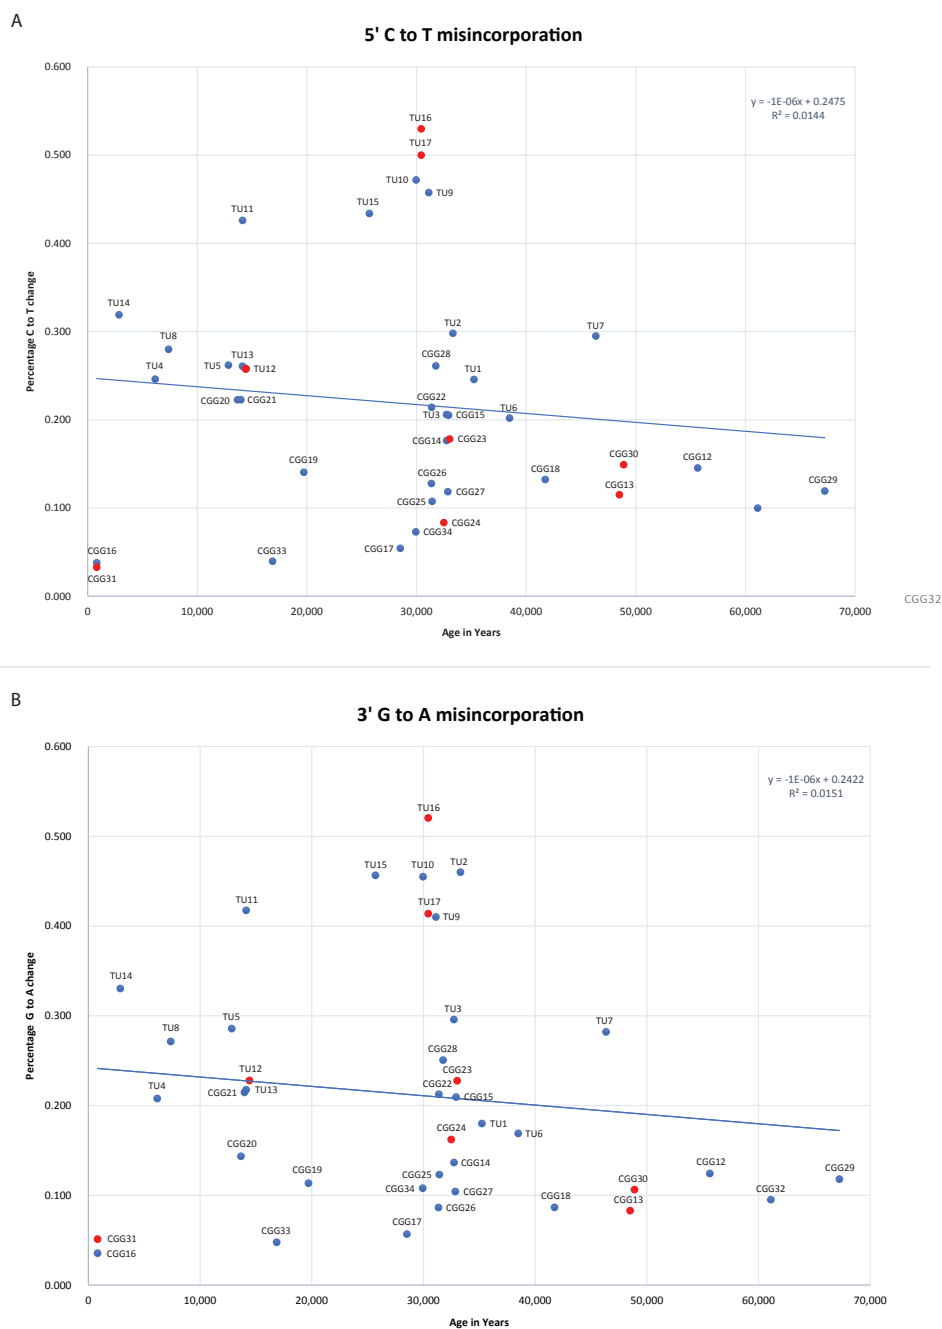 A
5' C to T misincorporation
y = -1E-06x + 0.2475
R² = 0.0144
Percentage C to T change
0.600
0.500
0.400
0.300
0.200
0.100
0.000
TU16
TU17
TU10
TU9
TU15
TU11
TU14
TU8
TU4
TU5
TU13
TU12
CGG20
CGG21
TU2
TU7
CGG28
TU1
CGG22
TU3
CGG15
TU6
CGG14
CGG23
CGG19
CGG26
CGG27
CGG25
CGG24
CGG34
CGG17
CGG33
CGG18
CGG30
CGG13
CGG12
CGG29
CGG16
CGG31
CGG32
0 10,000 20,000 30,000 40,000 50,000 60,000 70,000
Age in Years
B
3' G to A misincorporation
y = -1E-06x + 0.2422
R² = 0.0151
Percentage G to A change
0.600
0.500
0.400
0.300
0.200
0.100
0.000
TU16
TU15
TU10
TU2
TU17
TU9
TU11
TU14
TU8
TU5
TU4
TU12
CGG21
TU13
TU3
TU7
CGG28
CGG23
CGG22
CGG15
CGG24
TU1
TU6
CGG20
CGG19
CGG14
CGG25
CGG34
CGG27
CGG26
CGG17
CGG33
CGG18
CGG30
CGG13
CGG12
CGG32
CGG29
CGG31
CGG16
0 10,000 20,000 30,000 40,000 50,000 60,000 70,000
Age in Years